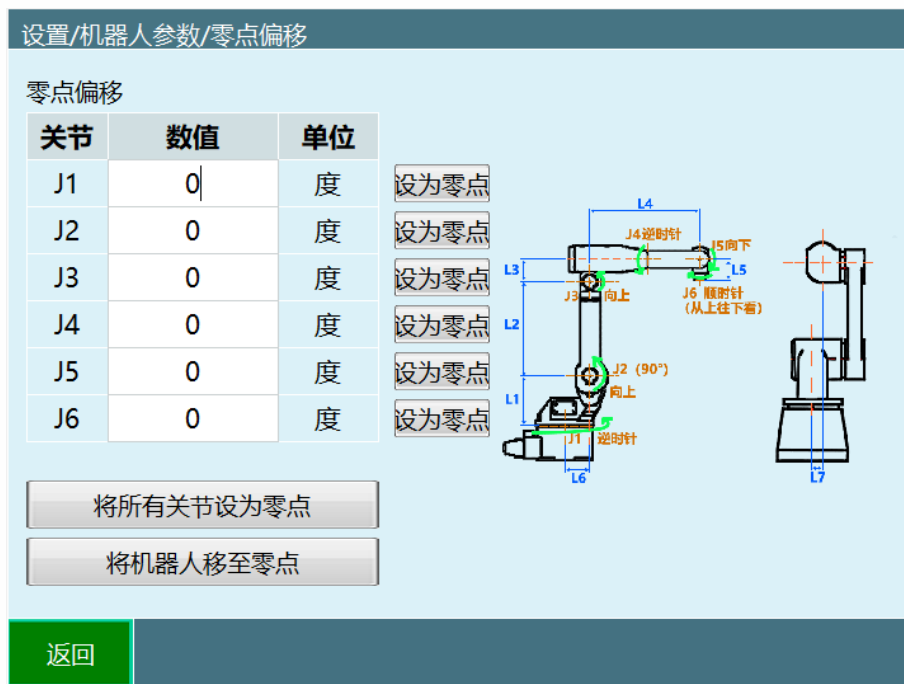 设置/机器人参数/零点偏移
零点偏移
关节 数值 单位
J1 0 度 设为零点
J2 0 度 设为零点
J3 0 度 设为零点
J4 0 度 设为零点
J5 0 度 设为零点
J6 0 度 设为零点
将所有关节设为零点
将机器人移至零点
返回
L4
J4逆时针
J5向下
L3
L5
J3 向上
J6 顺时针
(从上往下看)
L2
J2 (90°)
向上
L1
J1 逆时针
L6
L7